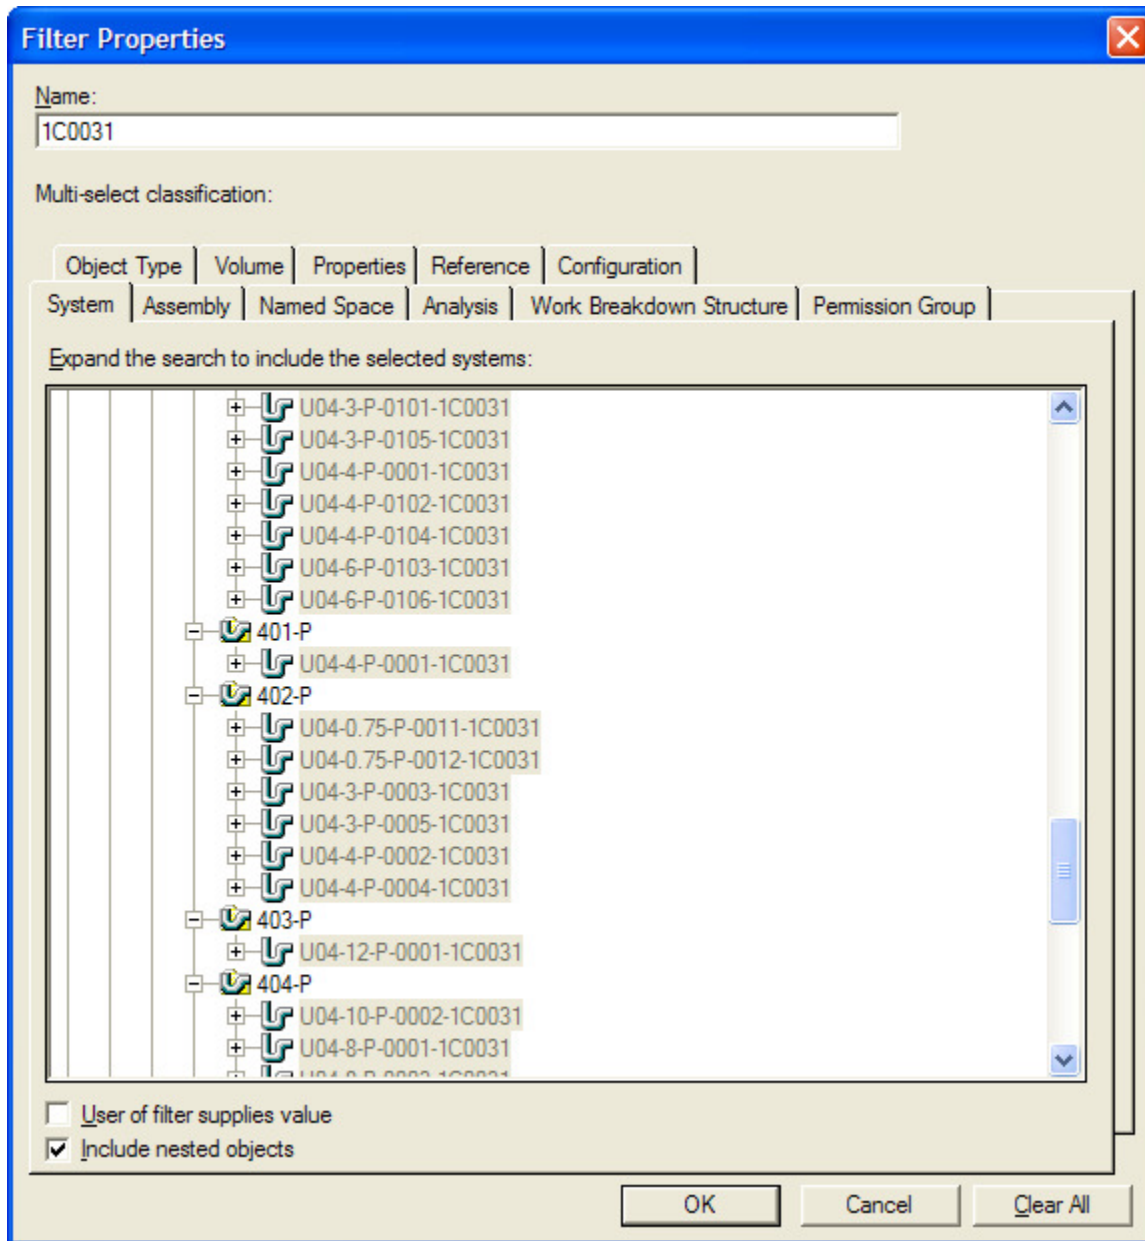 Filter Properties
Name:
1C0031
Multi-select classification:
Object Type Volume Properties Reference Configuration
System Assembly Named Space Analysis Work Breakdown Structure Permission Group
Expand the search to include the selected systems:
U04-3-P-0101-1C0031
U04-3-P-0105-1C0031
U04-4-P-0001-1C0031
U04-4-P-0102-1C0031
U04-4-P-0104-1C0031
U04-6-P-0103-1C0031
U04-6-P-0106-1C0031
401-P
U04-4-P-0001-1C0031
402-P
U04-0.75-P-0011-1C0031
U04-0.75-P-0012-1C0031
U04-3-P-0003-1C0031
U04-3-P-0005-1C0031
U04-4-P-0002-1C0031
U04-4-P-0004-1C0031
403-P
U04-12-P-0001-1C0031
404-P
U04-10-P-0002-1C0031
U04-8-P-0001-1C0031
User of filter supplies value
Include nested objects
OK Cancel Clear All